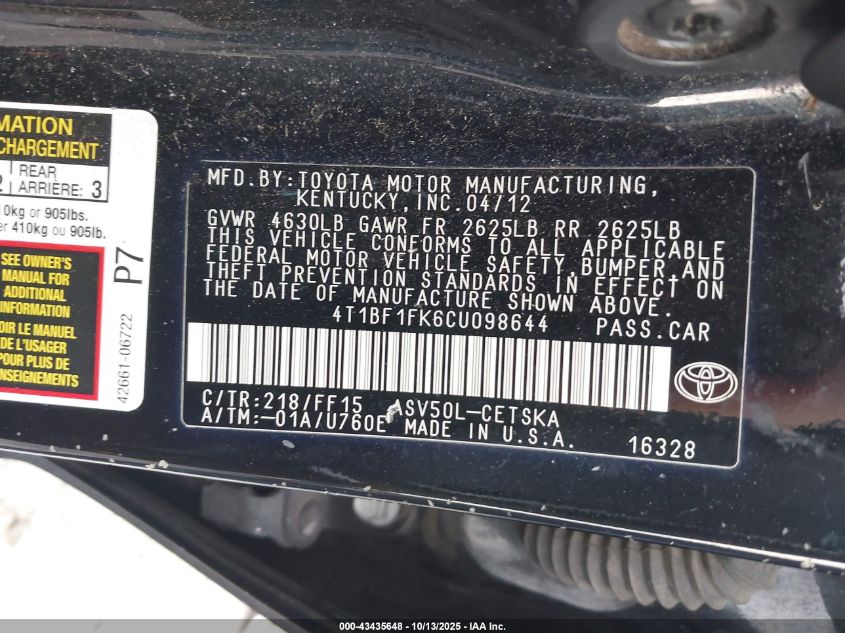 MATION
CHARGEMENT
2 REAR ARRIÈRE: 3
kg or 905lbs.
410kg ou 905lb.
SEE OWNER'S
MANUAL FOR
ADDITIONAL
INFORMATION
OIR LE MANUEL
DE L'USAGER
POUR PLUS DE
ENSEIGNEMENTS
P7
42661-06722
MFD.BY:TOYOTA MOTOR MANUFACTURING,
KENTUCKY,INC.04/12
GVWR 4630LB GAWR FR 2625LB RR 2625LB
THIS VEHICLE CONFORMS TO ALL APPLICABLE
FEDERAL MOTOR VEHICLE SAFETY,BUMPER,AND
THEFT PREVENTION STANDARDS IN EFFECT ON
THE DATE OF MANUFACTURE SHOWN ABOVE.
4T1BF1FK6CU098644 PASS.CAR
C/TR:218/FF15 ASV50L-CETSKA
A/TM:-01A/U760E MADE IN U.S.A. 16328
000-43435648 - 10/13/2025 - IAA Inc.